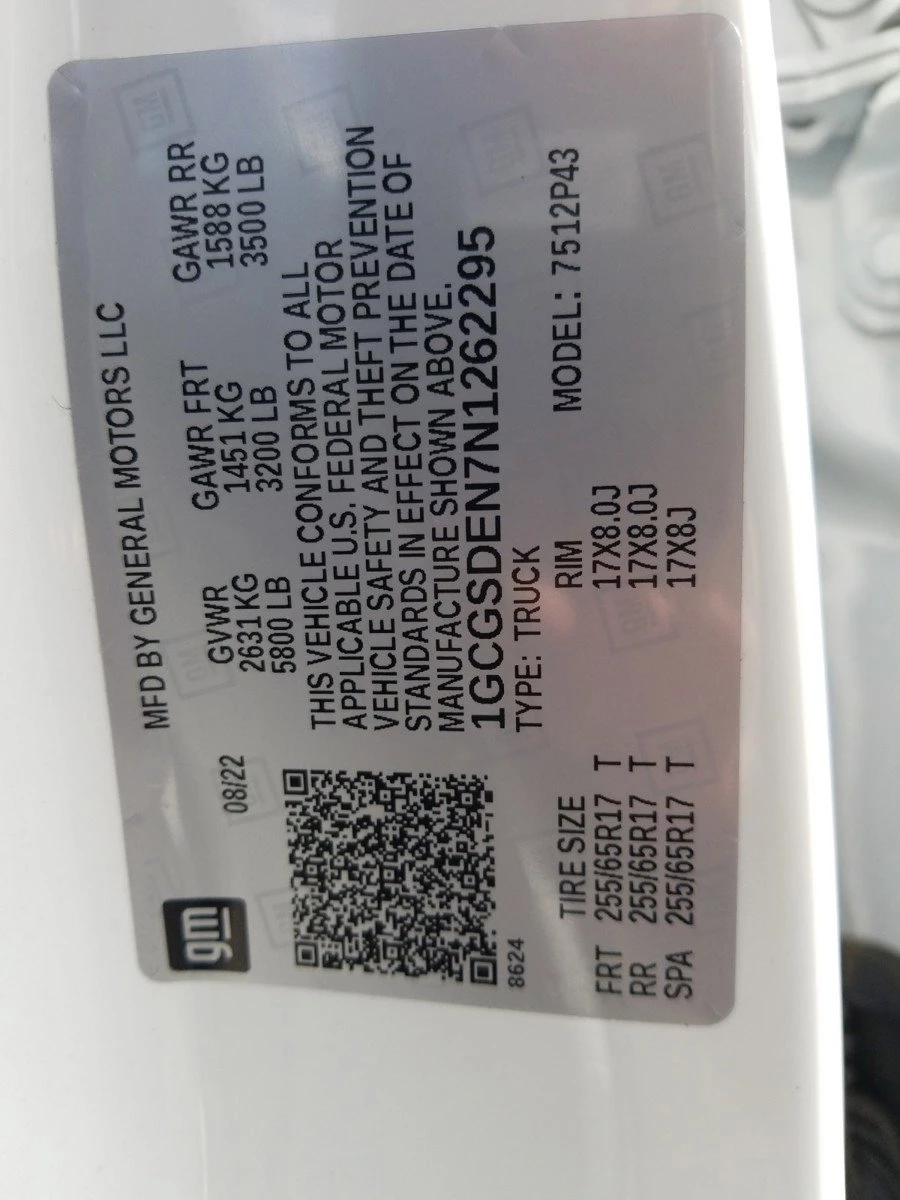 gm
MFD BY GENERAL MOTORS LLC
08/22
GVWR GAWR FRT GAWR RR
2631 KG 1451 KG 1588 KG
5800 LB 3200 LB 3500 LB
THIS VEHICLE CONFORMS TO ALL
APPLICABLE U.S. FEDERAL MOTOR
VEHICLE SAFETY AND THEFT PREVENTION
STANDARDS IN EFFECT ON THE DATE OF
MANUFACTURE SHOWN ABOVE.
1GCGSDEN7N1262295
8624
TYPE: TRUCK MODEL: 7512P43
TIRE SIZE RIM
FRT 255/65R17 T 17X8.0J
RR 255/65R17 T 17X8.0J
SPA 255/65R17 T 17X8J